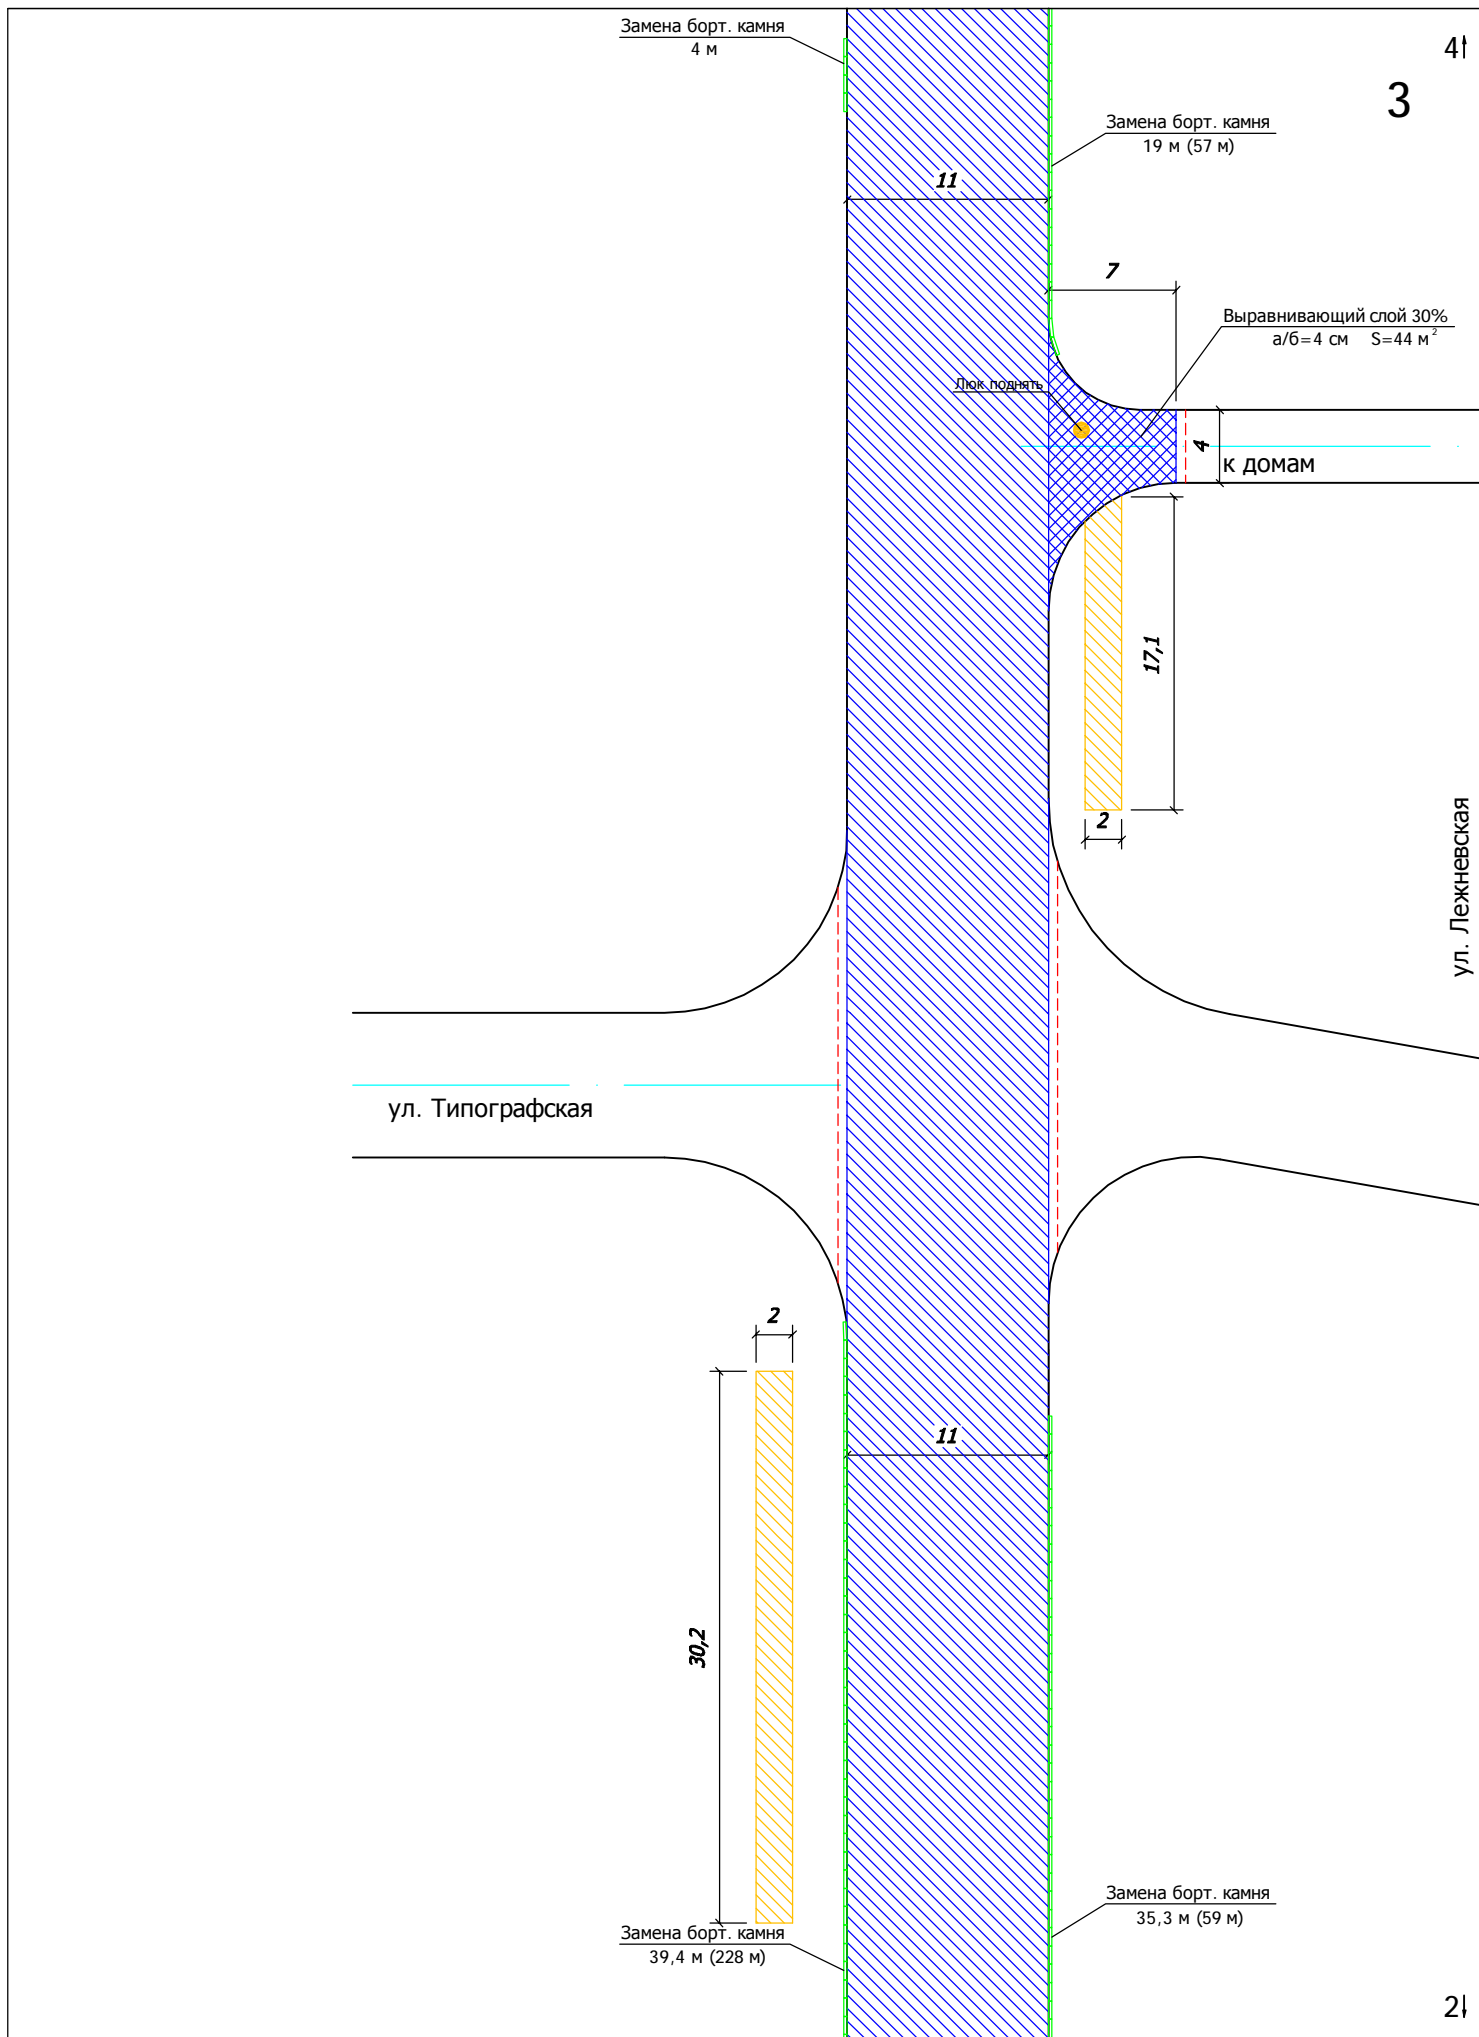 Замена борт. камня
4 м
4
3
Замена борт. камня
19 м (57 м)
11
7
Выравнивающий слой 30%
а/б=4 см S=44 м²
Люк поднять
4
к домам
17,1
2
ул. Лежневская
ул. Типографская
2
11
30,2
Замена борт. камня
35,3 м (59 м)
Замена борт. камня
39,4 м (228 м)
2